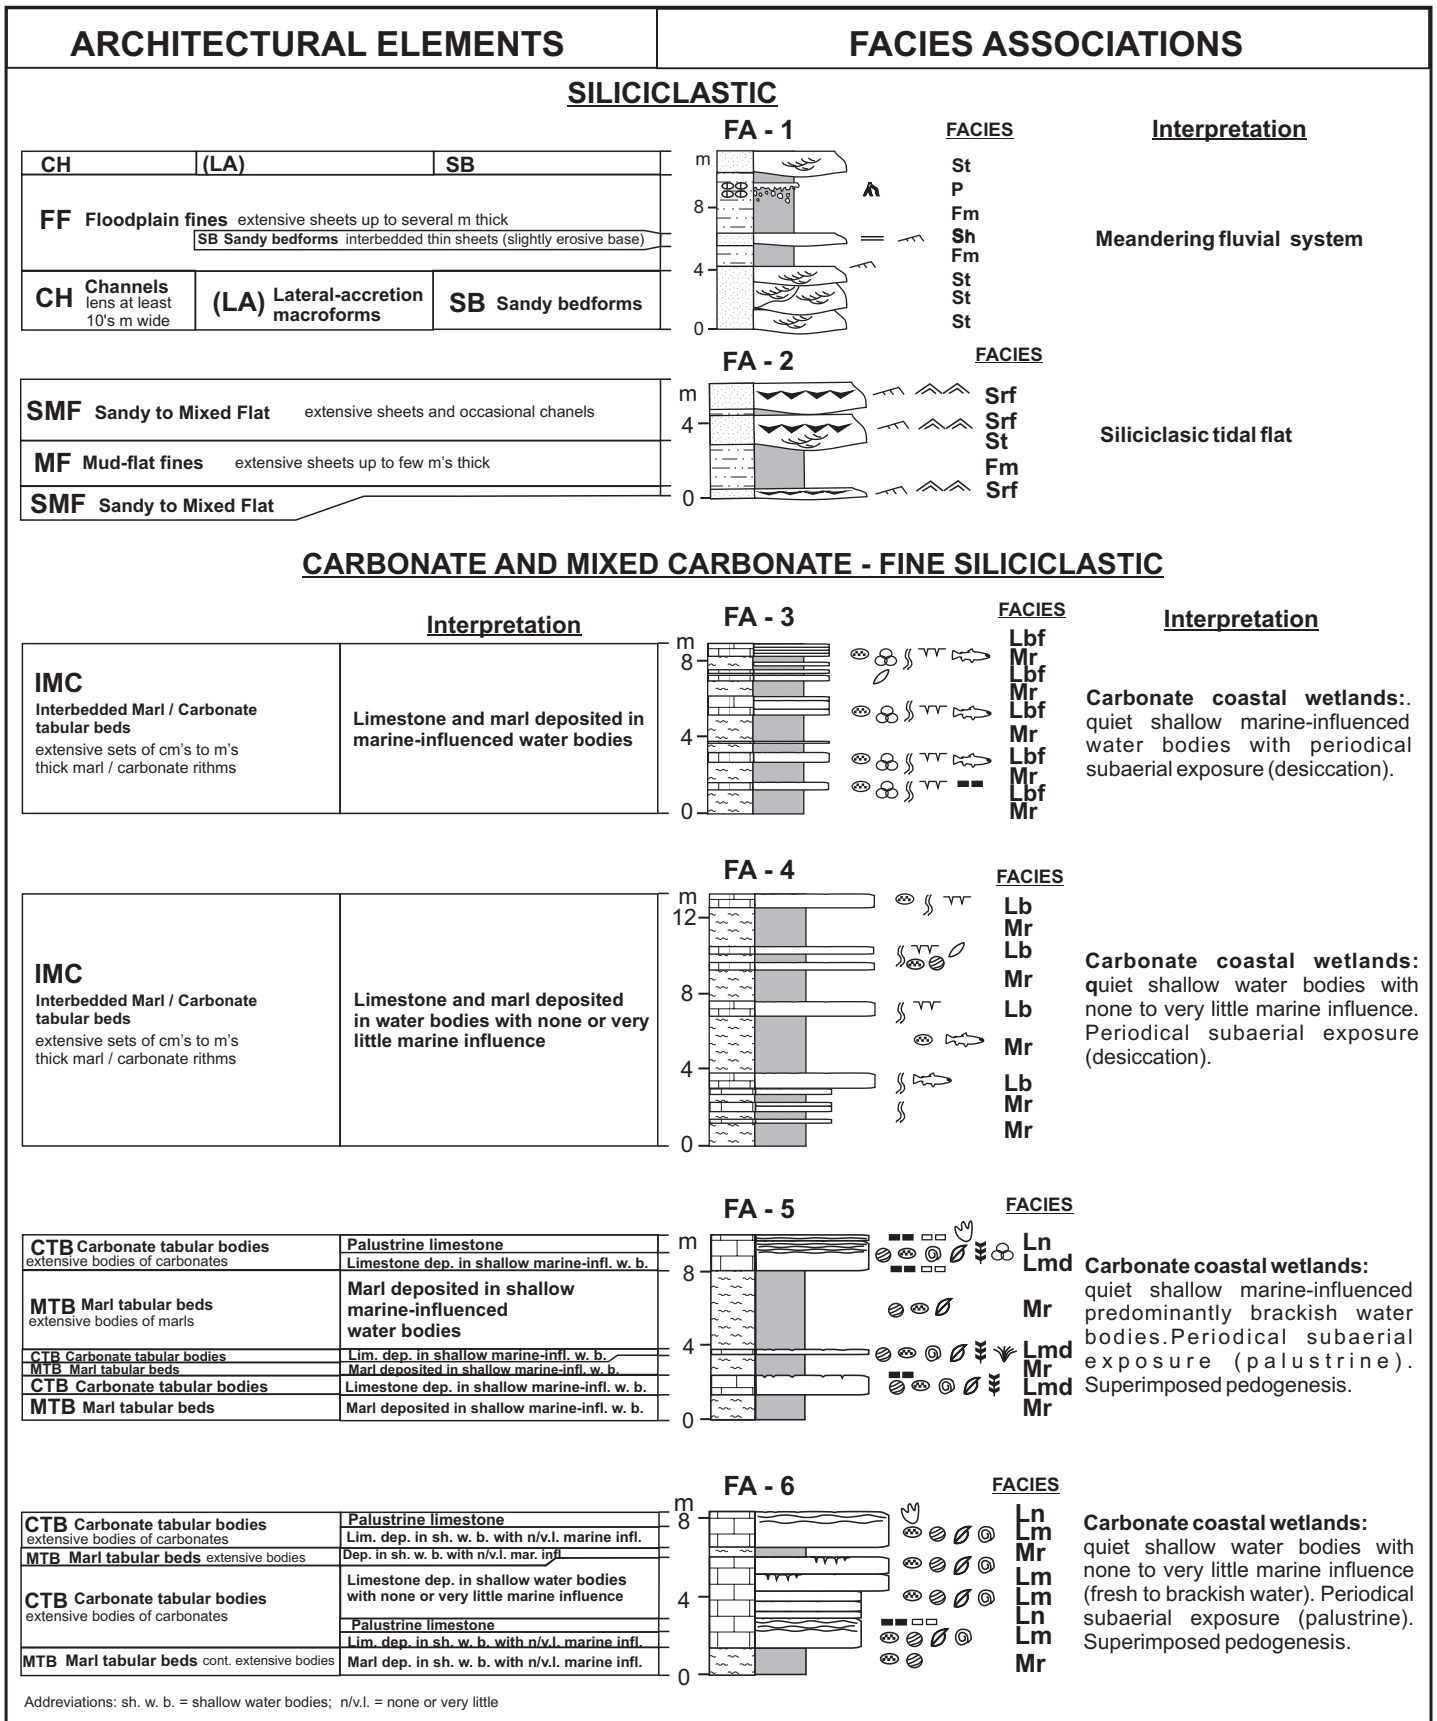 ARCHITECTURAL ELEMENTS
FACIES ASSOCIATIONS
SILICICLASTIC
FA - 1
FACIES
Interpretation
CH
(LA)
SB
FF Floodplain fines extensive sheets up to several m thick
SB Sandy bedforms interbedded thin sheets (slightly erosive base)
CH Channels
lens at least
10's m wide
(LA) Lateral-accretion
macroforms
SB Sandy bedforms
m
8
4
0
St
P
Fm
Sh
Fm
St
St
St
Meandering fluvial system
FA - 2
FACIES
SMF Sandy to Mixed Flat extensive sheets and occasional chanels
MF Mud-flat fines extensive sheets up to few m's thick
SMF Sandy to Mixed Flat
m
4
0
Srf
Srf
St
Fm
Srf
Siliciclasic tidal flat
CARBONATE AND MIXED CARBONATE - FINE SILICICLASTIC
Interpretation
FA - 3
FACIES
Interpretation
IMC
Interbedded Marl / Carbonate
tabular beds
extensive sets of cm's to m's
thick marl / carbonate rithms
Limestone and marl deposited in
marine-influenced water bodies
m
8
4
0
Lbf
Mr
Lbf
Mr
Lbf
Mr
Lbf
Mr
Lbf
Mr
Carbonate coastal wetlands:.
quiet shallow marine-influenced
water bodies with periodical
subaerial exposure (desiccation).
FA - 4
FACIES
IMC
Interbedded Marl / Carbonate
tabular beds
extensive sets of cm's to m's
thick marl / carbonate rithms
Limestone and marl deposited
in water bodies with none or very
little marine influence
m
12
8
4
0
Lb
Mr
Lb
Mr
Lb
Mr
Lb
Mr
Mr
Carbonate coastal wetlands:
quiet shallow water bodies with
none to very little marine influence.
Periodical subaerial exposure
(desiccation).
FA - 5
FACIES
CTB Carbonate tabular bodies
extensive bodies of carbonates
Palustrine limestone
Limestone dep. in shallow marine-infl. w. b.
MTB Marl tabular beds
extensive bodies of marls
Marl deposited in shallow
marine-influenced
water bodies
CTB Carbonate tabular bodies
Lim. dep. in shallow marine-infl. w. b.
MTB Marl tabular beds
Marl deposited in shallow marine-infl. w. b.
CTB Carbonate tabular bodies
Limestone dep. in shallow marine-infl. w. b.
MTB Marl tabular beds
Marl deposited in shallow marine-infl. w. b.
m
8
4
0
Ln
Lmd
Mr
Lmd
Mr
Lmd
Mr
Carbonate coastal wetlands:
quiet shallow marine-influenced
predominantly brackish water
bodies.Periodical subaerial
exposure (palustrine).
Superimposed pedogenesis.
FA - 6
FACIES
CTB Carbonate tabular bodies
extensive bodies of carbonates
Palustrine limestone
Lim. dep. in sh. w. b. with n/v.l. marine infl.
MTB Marl tabular beds extensive bodies
Dep. in sh. w. b. with n/v.l. mar. infl
CTB Carbonate tabular bodies
extensive bodies of carbonates
Limestone dep. in shallow water bodies
with none or very little marine influence
Palustrine limestone
Lim. dep. in sh. w. b. with n/v.l. marine infl.
MTB Marl tabular beds cont. extensive bodies
Marl dep. in sh. w. b. with n/v.l. marine infl.
m
8
4
0
Ln
Lm
Mr
Lm
Lm
Ln
Lm
Mr
Carbonate coastal wetlands:
quiet shallow water bodies with
none to very little marine influence
(fresh to brackish water). Periodical
subaerial exposure (palustrine).
Superimposed pedogenesis.
Addreviations: sh. w. b. = shallow water bodies; n/v.l. = none or very little